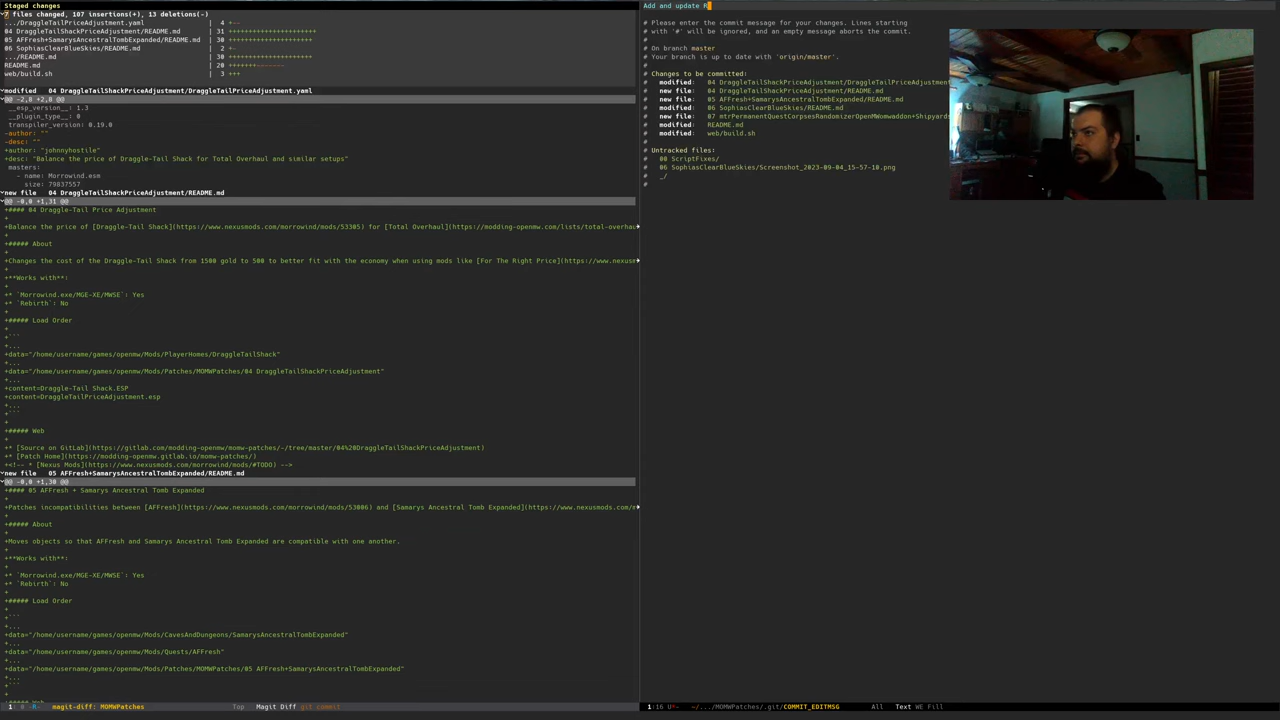 Staged changes
7 files changed, 107 insertions(+), 13 deletions(-)
.../DraggleTailPriceAdjustment.yaml | 4 +--
04 DraggleTailShackPriceAdjustment/README.md | 31 ++++++++++++++++++++++
05 AFFresh+SamarysAncestralTombExpanded/README.md | 30 +++++++++++++++++++++
06 SophiasClearBlueSkies/README.md | 2 +-
.../README.md | 30 +++++++++++++++++++++
README.md | 20 +++++++-------
web/build.sh | 3 +++
modified 04 DraggleTailShackPriceAdjustment/DraggleTailPriceAdjustment.yaml
@@ -2,8 +2,8 @@
__esp_version__: 1.3
__plugin_type__: 0
transpiler_version: 0.19.0
-author: ""
-desc: ""
+author: "johnnyhostile"
+desc: "Balance the price of Draggle-Tail Shack for Total Overhaul and similar setups"
masters:
- name: Morrowind.esm
size: 79837557
new file 04 DraggleTailShackPriceAdjustment/README.md
@@ -0,0 +1,31 @@
+#### 04 Draggle-Tail Price Adjustment
+
+Balance the price of [Draggle-Tail Shack](https://www.nexusmods.com/morrowind/mods/53305) for [Total Overhaul](https://modding-openmw.com/lists/total-overhau
+
+##### About
+
+Changes the cost of the Draggle-Tail Shack from 1500 gold to 500 to better fit with the economy when using mods like [For The Right Price](https://www.nexusm
+
+**Works with**:
+
+* `Morrowind.exe/MGE-XE/MWSE`: Yes
+* `Rebirth`: No
+
+##### Load Order
+
+```
+...
+data="/home/username/games/openmw/Mods/PlayerHomes/DraggleTailShack"
+...
+data="/home/username/games/openmw/Mods/Patches/MOMWPatches/04 DraggleTailShackPriceAdjustment"
+...
+content=Draggle-Tail Shack.ESP
+content=DraggleTailPriceAdjustment.esp
+...
+```
+
+##### Web
+
+* [Source on GitLab](https://gitlab.com/modding-openmw/momw-patches/-/tree/master/04%20DraggleTailShackPriceAdjustment)
+* [Patch Home](https://modding-openmw.gitlab.io/momw-patches/)
+<!-- * [Nexus Mods](https://www.nexusmods.com/morrowind/mods/#TODO) -->
new file 05 AFFresh+SamarysAncestralTombExpanded/README.md
@@ -0,0 +1,30 @@
+#### 05 AFFresh + Samarys Ancestral Tomb Expanded
+
+Patches incompatibilities between [AFFresh](https://www.nexusmods.com/morrowind/mods/53006) and [Samarys Ancestral Tomb Expanded](https://www.nexusmods.com/m
+
+##### About
+
+Moves objects so that AFFresh and Samarys Ancestral Tomb Expanded are compatible with one another.
+
+**Works with**:
+
+* `Morrowind.exe/MGE-XE/MWSE`: Yes
+* `Rebirth`: No
+
+##### Load Order
+
+```
+...
+data="/home/username/games/openmw/Mods/CavesAndDungeons/SamarysAncestralTombExpanded"
+...
+data="/home/username/games/openmw/Mods/Quests/AFFresh"
+...
+data="/home/username/games/openmw/Mods/Patches/MOMWPatches/05 AFFresh+SamarysAncestralTombExpanded"
+...
+```
+
+##### Web
1: 0 -R- magit-diff: MOMWPatches Top Magit Diff git commit
Add and update R
# Please enter the commit message for your changes. Lines starting
# with '#' will be ignored, and an empty message aborts the commit.
#
# On branch master
# Your branch is up to date with 'origin/master'.
#
# Changes to be committed:
# modified: 04 DraggleTailShackPriceAdjustment/DraggleTailPriceAdjustment
# new file: 04 DraggleTailShackPriceAdjustment/README.md
# new file: 05 AFFresh+SamarysAncestralTombExpanded/README.md
# modified: 06 SophiasClearBlueSkies/README.md
# new file: 07 mtrPermanentQuestCorpsesRandomizerOpenMWomwaddon+Shipyards
# modified: README.md
# modified: web/build.sh
#
# Untracked files:
# 00 ScriptFixes/
# 06 SophiasClearBlueSkies/Screenshot_2023-09-04_15-57-10.png
# _/
#
1:16 U*- ~/.../MOMWPatches/.git/COMMIT_EDITMSG All Text WE Fill